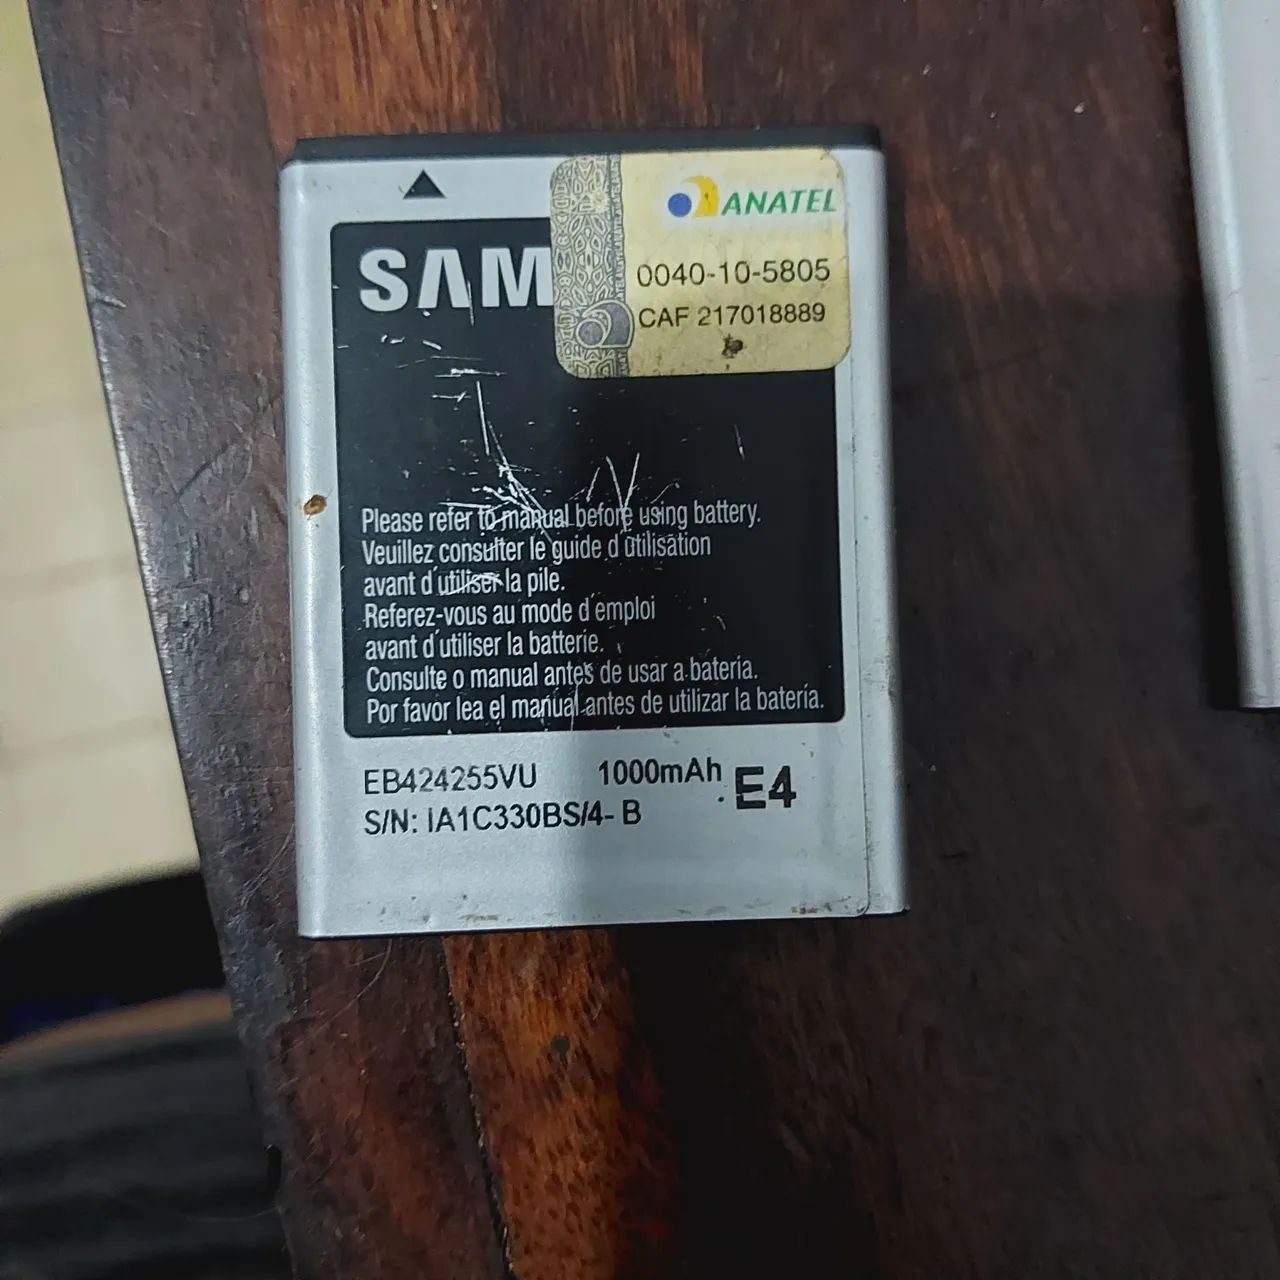 SAM
ANATEL
0040-10-5805
CAF 217018889
Please refer to manual before using battery.
Veuillez consulter le guide d'utilisation
avant d'utiliser la pile.
Referez-vous au mode d'emploi
avant d'utiliser la batterie.
Consulte o manual antes de usar a bateria.
Por favor lea el manual antes de utilizar la batería.
EB424255VU 1000mAh E4
S/N: IA1C330BS/4- B